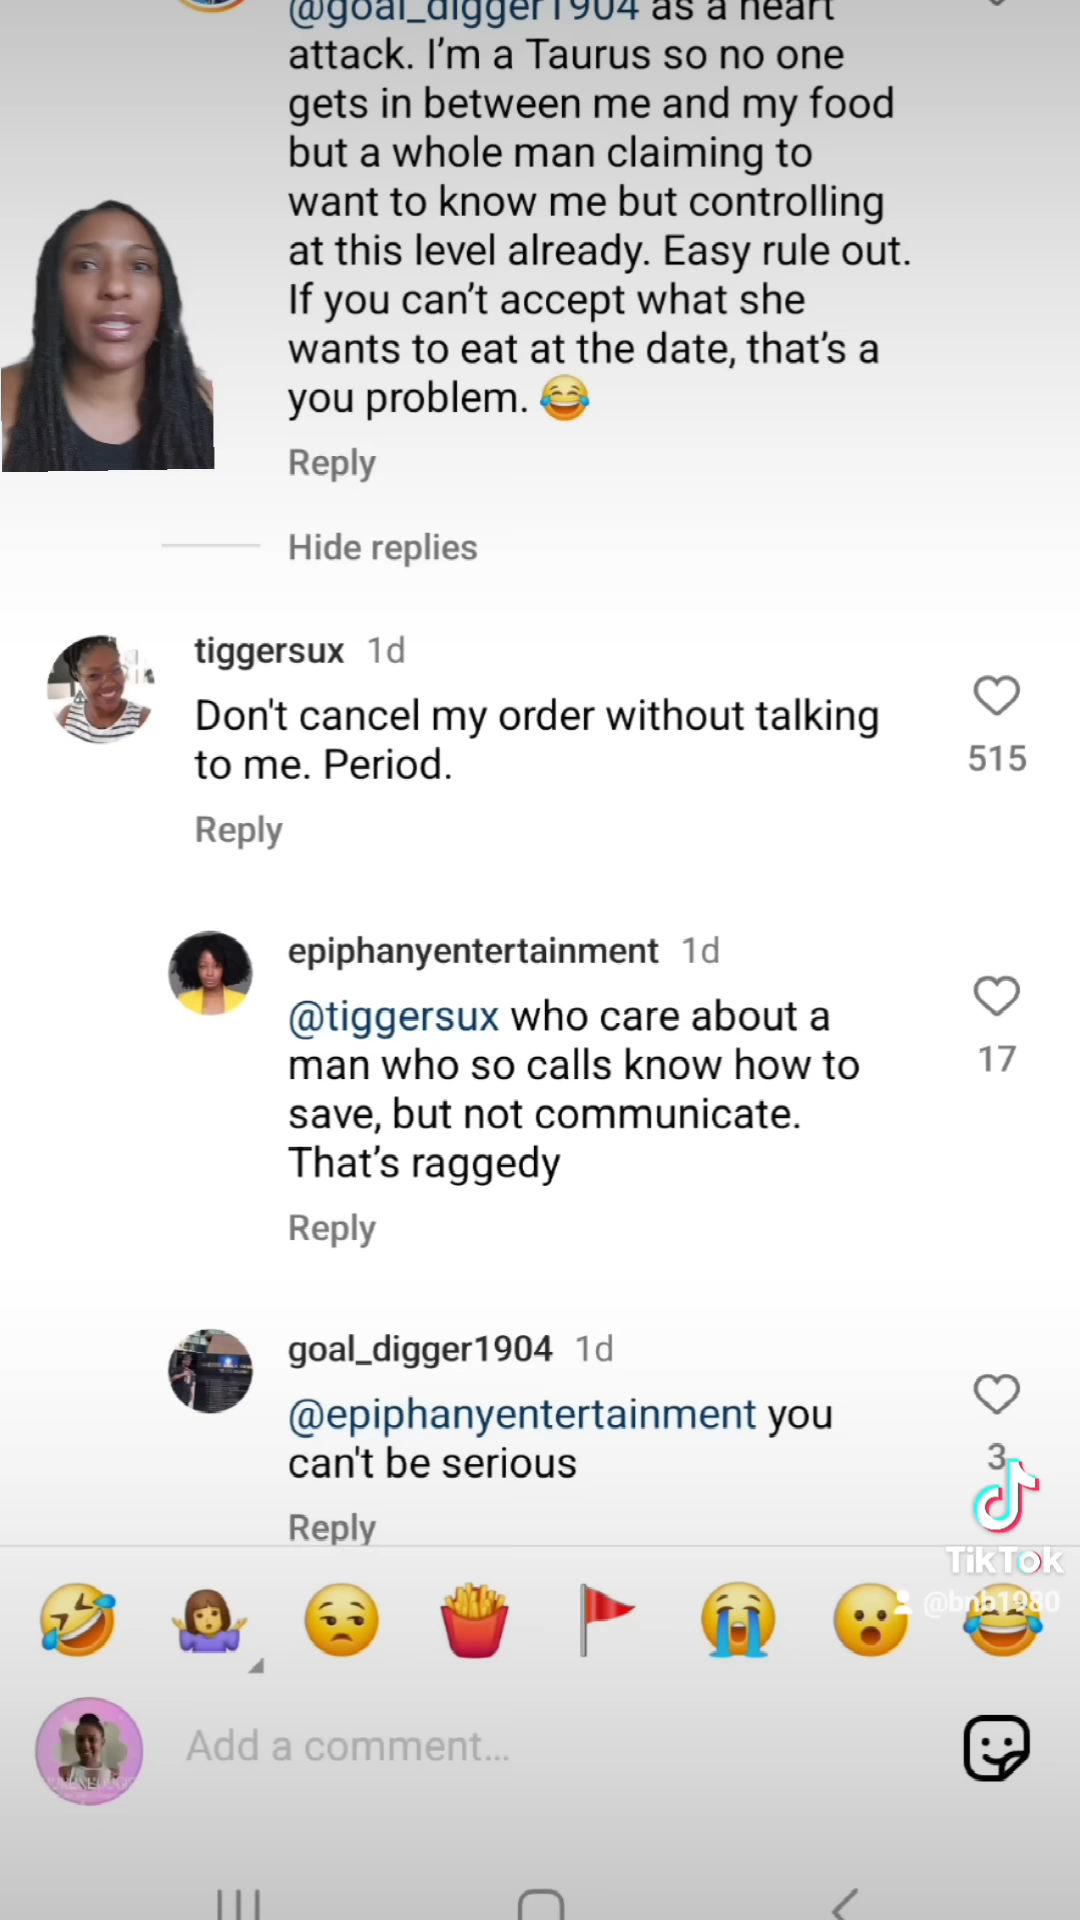 @goal_digger1904 as a heart
attack. I’m a Taurus so no one
gets in between me and my food
but a whole man claiming to
want to know me but controlling
at this level already. Easy rule out.
If you can’t accept what she
wants to eat at the date, that’s a
you problem. 😂
Reply
Hide replies
tiggersux 1d
Don't cancel my order without talking
to me. Period.
515
Reply
epiphanyentertainment 1d
@tiggersux who care about a
man who so calls know how to
save, but not communicate.
That’s raggedy
17
Reply
goal_digger1904 1d
@epiphanyentertainment you
can't be serious
3
Reply
TikTok
@bnb1980
Add a comment...